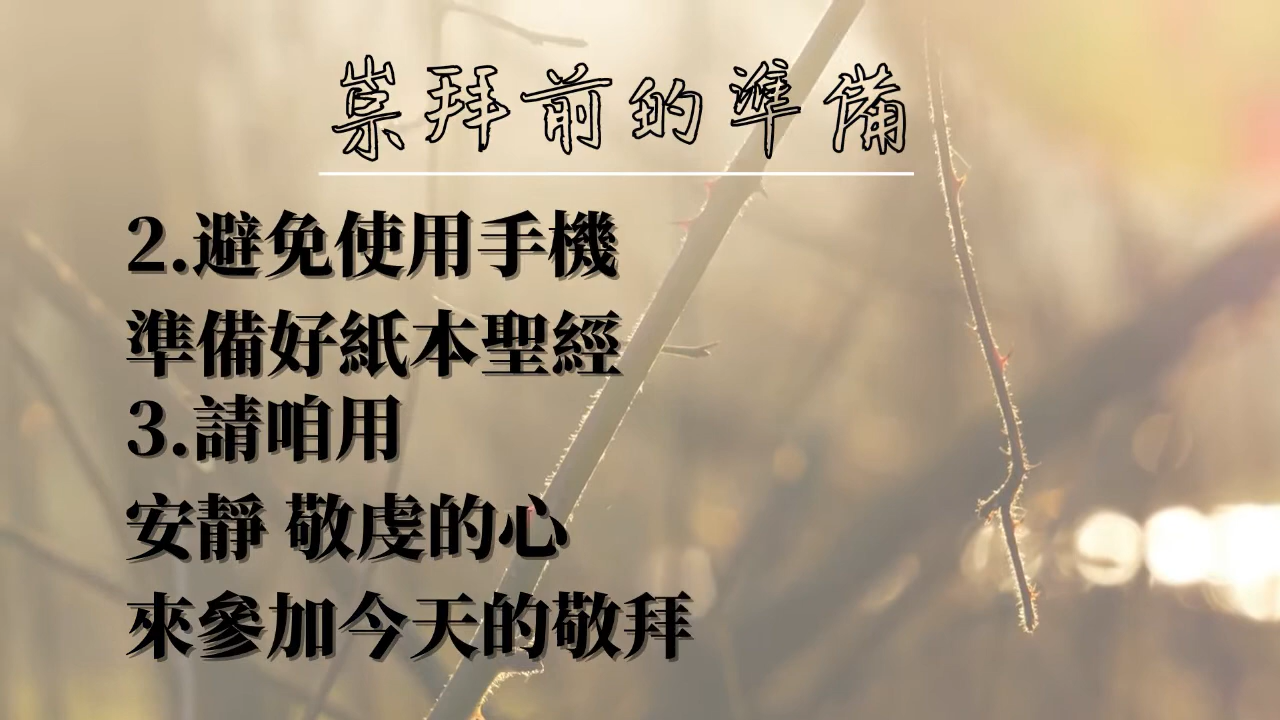 崇拜前的準備
2.避免使用手機
準備好紙本聖經
3.請咱用
安靜 敬虔的心
來參加今天的敬拜